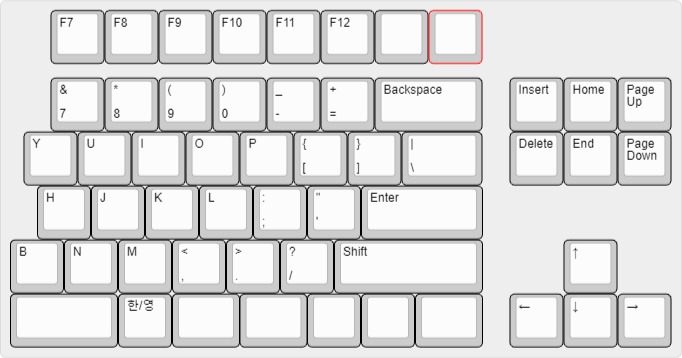 F7 F8 F9 F10 F11 F12
& * ( ) _ + Backspace Insert Home Page
Up
7 8 9 0 - =
Y U I O P { } | Delete End Page
Down
[ ] \
H J K L : " Enter
; '
B N M < > ? Shift ↑
, . /
한/영 ← ↓ →